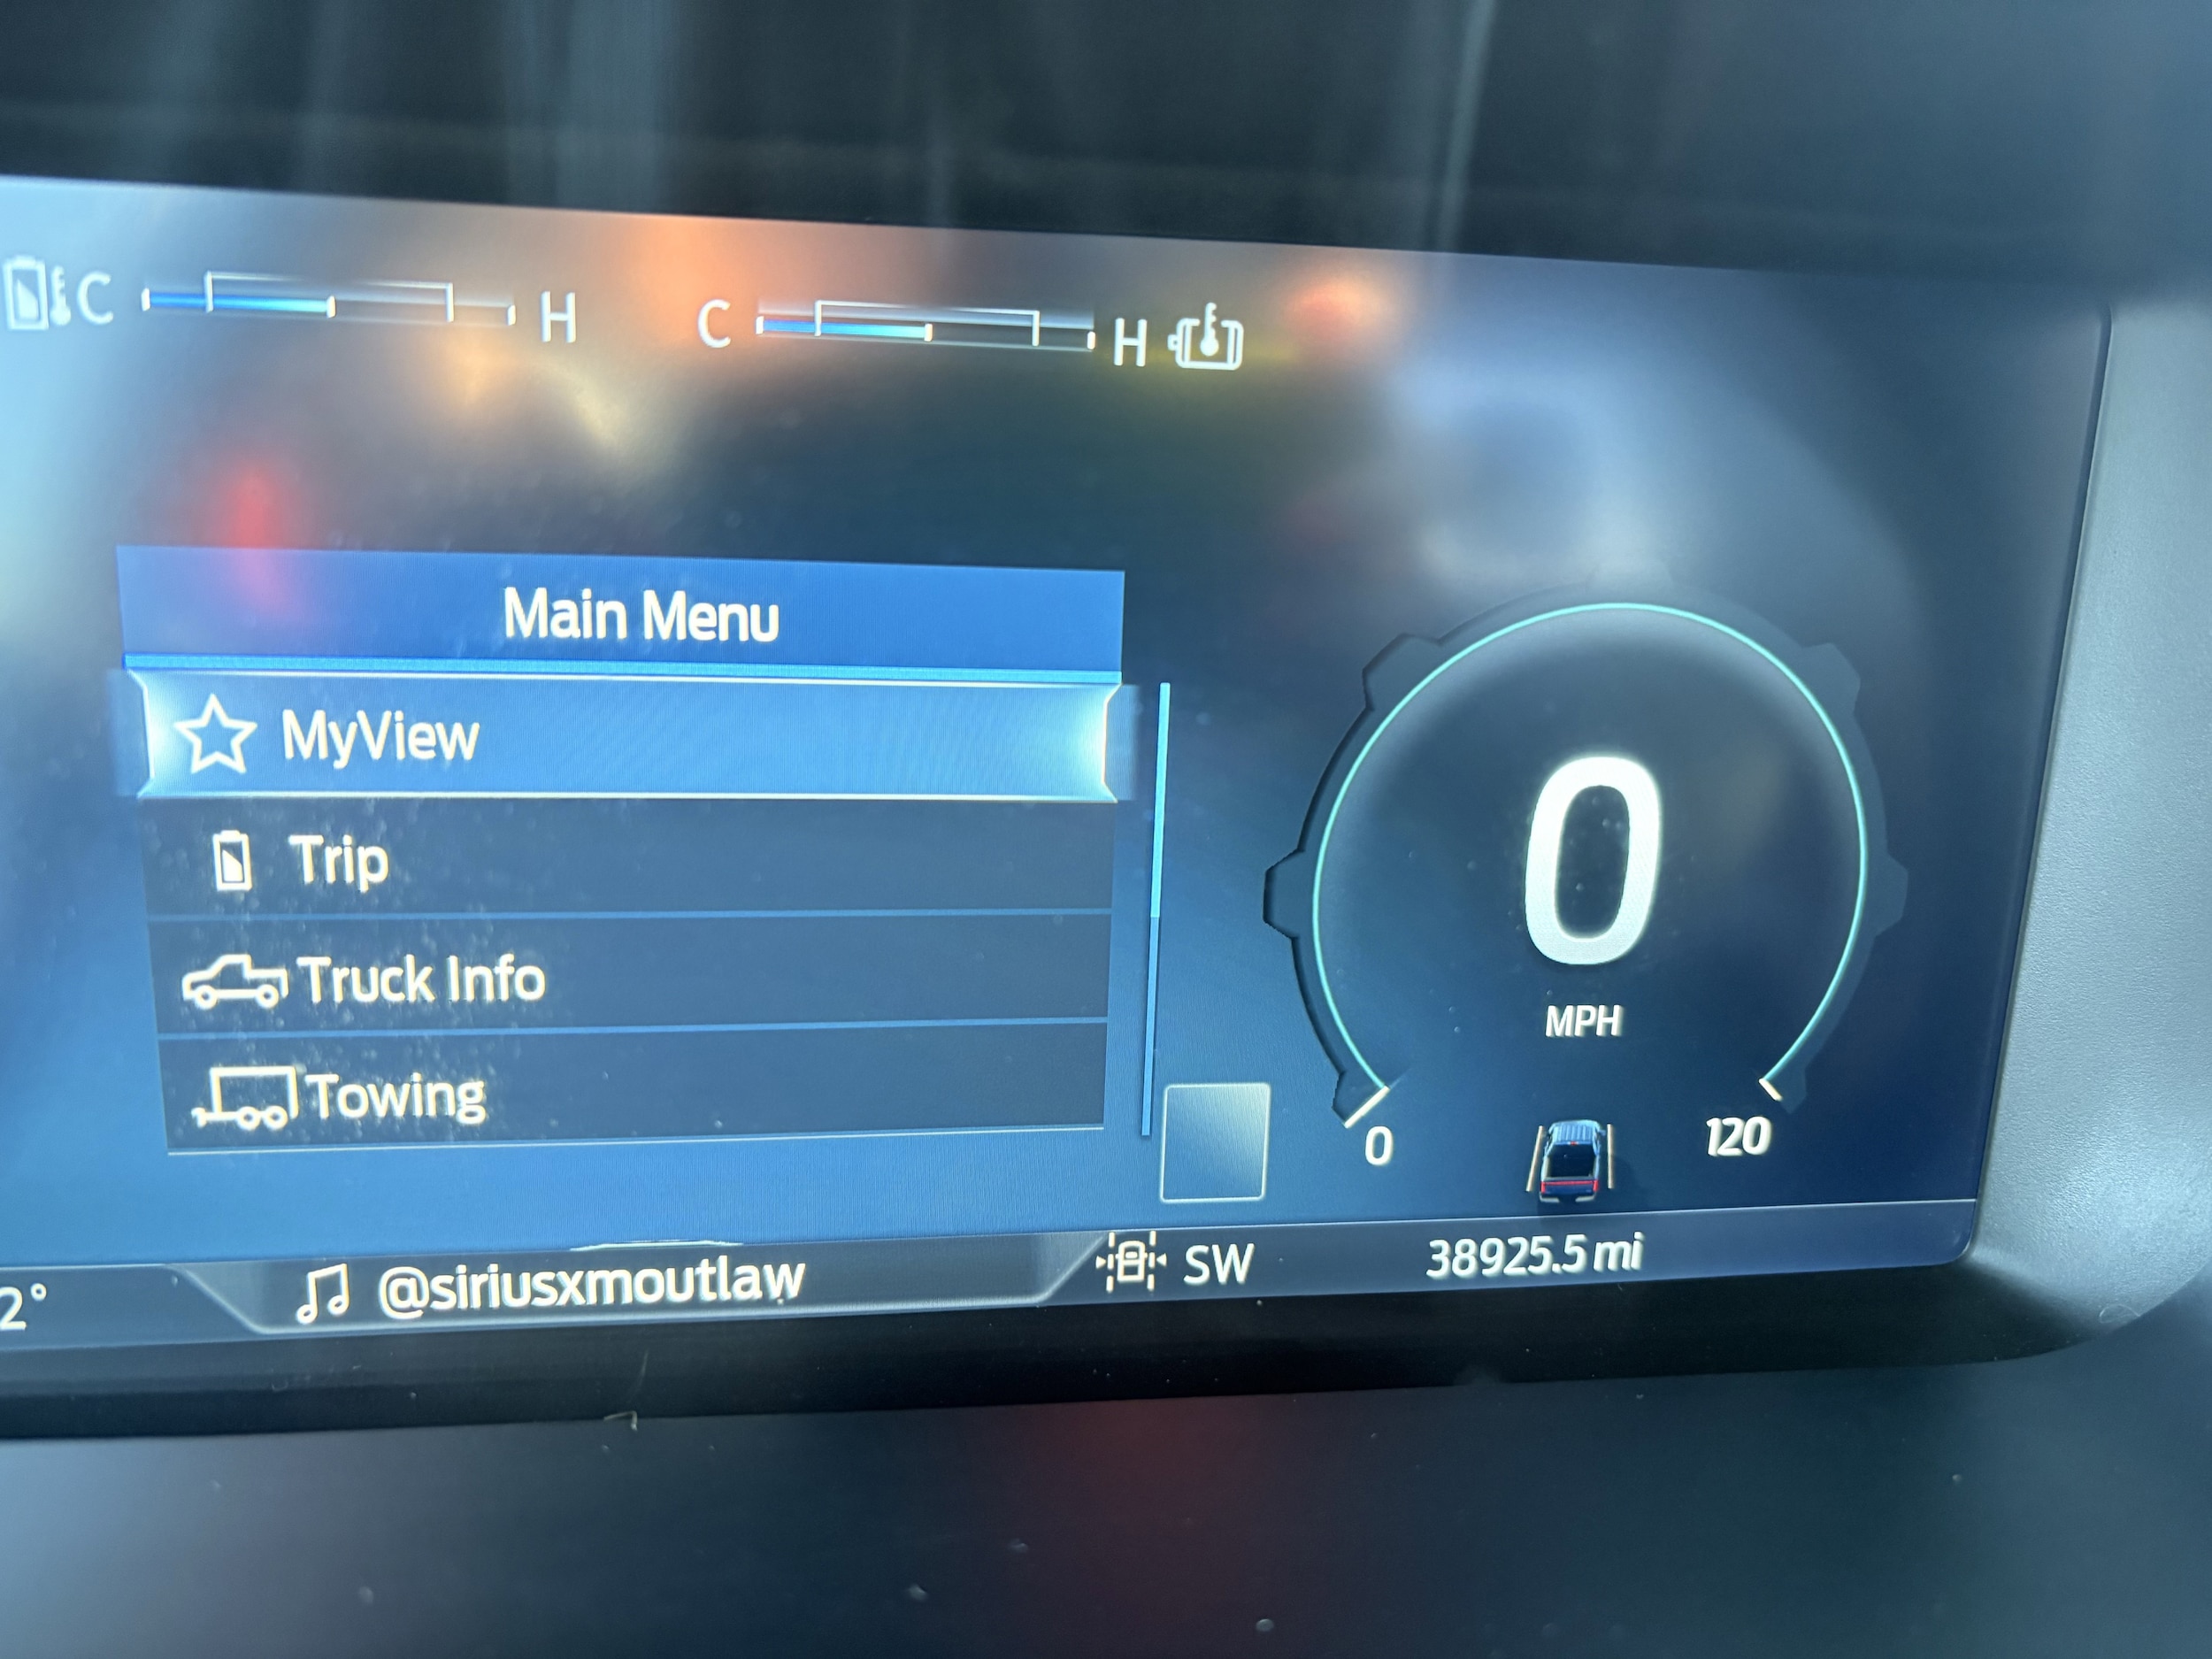 C H C H
Main Menu
MyView
Trip
Truck Info
Towing
0
MPH
0 120
2° @siriusxmoutlaw SW 38925.5 mi